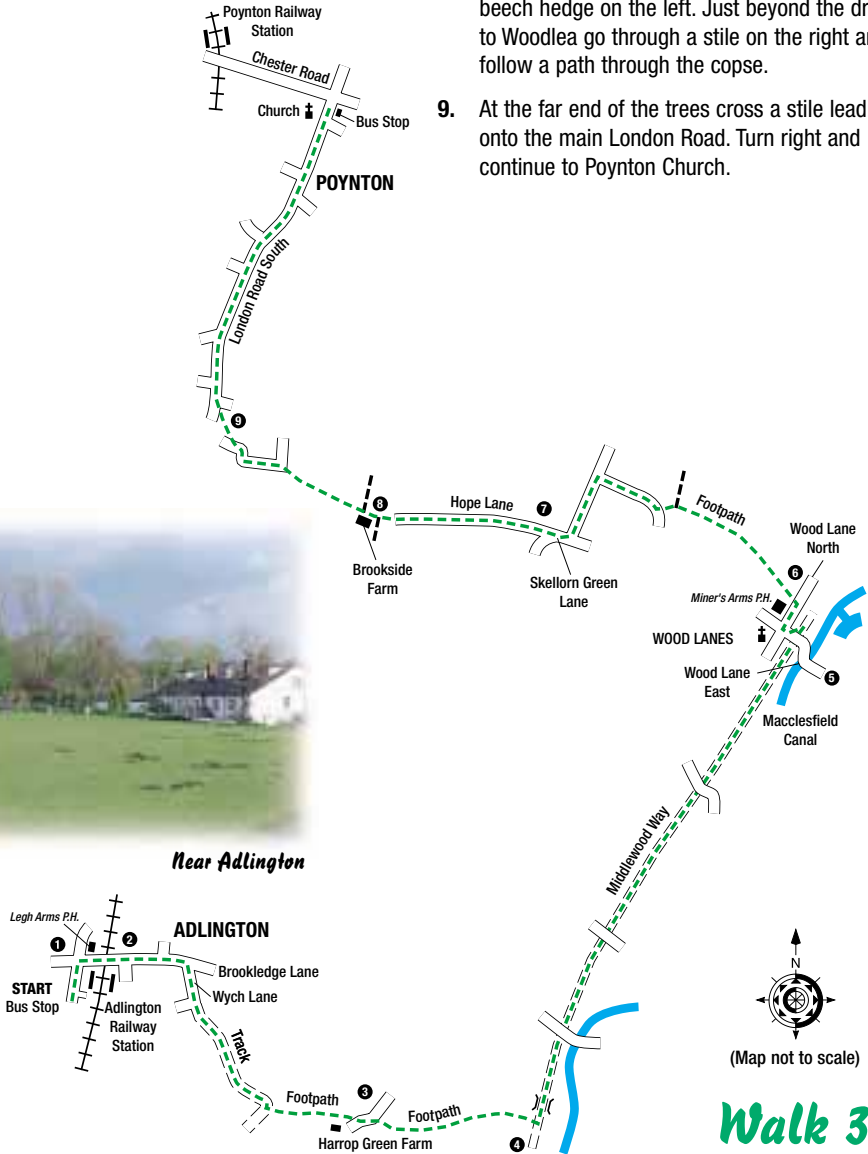 beech hedge on the left. Just beyond the
to Woodlea go through a stile on the right
follow a path through the copse.
9. At the far end of the trees cross a stile
onto the main London Road. Turn right and
continue to Poynton Church.
Poynton Railway
Station
Chester Road
Church
Bus Stop
POYNTON
London Road South
9
8
Hope Lane
7
Footpath
Brookside
Farm
Skellorn Green
Lane
Wood Lane
North
6
Miner's Arms P.H.
WOOD LANES
Wood Lane
East
5
Macclesfield
Canal
Middlewood Way
Near Adlington
Legh Arms P.H.
ADLINGTON
1
2
START
Bus Stop
Adlington
Railway
Station
Brookledge Lane
Wych Lane
Track
Footpath
3
Footpath
Harrop Green Farm
4
N
(Map not to scale)
Walk 3